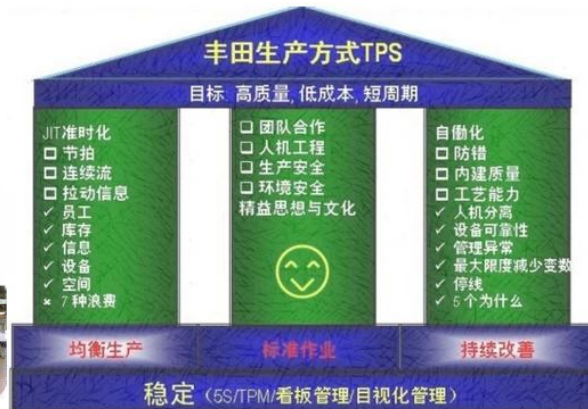 丰田生产方式TPS
目标: 高质量, 低成本, 短周期
JIT准时化
□ 节拍
□ 连续流
□ 拉动信息
✓ 员工
✓ 库存
✓ 信息
✓ 设备
✓ 空间
× 7 种浪费
□ 团队合作
□ 人机工程
□ 生产安全
□ 环境安全
精益思想与文化
自働化
□ 防错
□ 内建质量
□ 工艺能力
✓ 人机分离
✓ 设备可靠性
✓ 管理异常
✓ 最大限度减少变数
✓ 停线
✓ 5 个为什么
均衡生产
标准作业
持续改善
稳定（5S/TPM/看板管理/目视化管理）